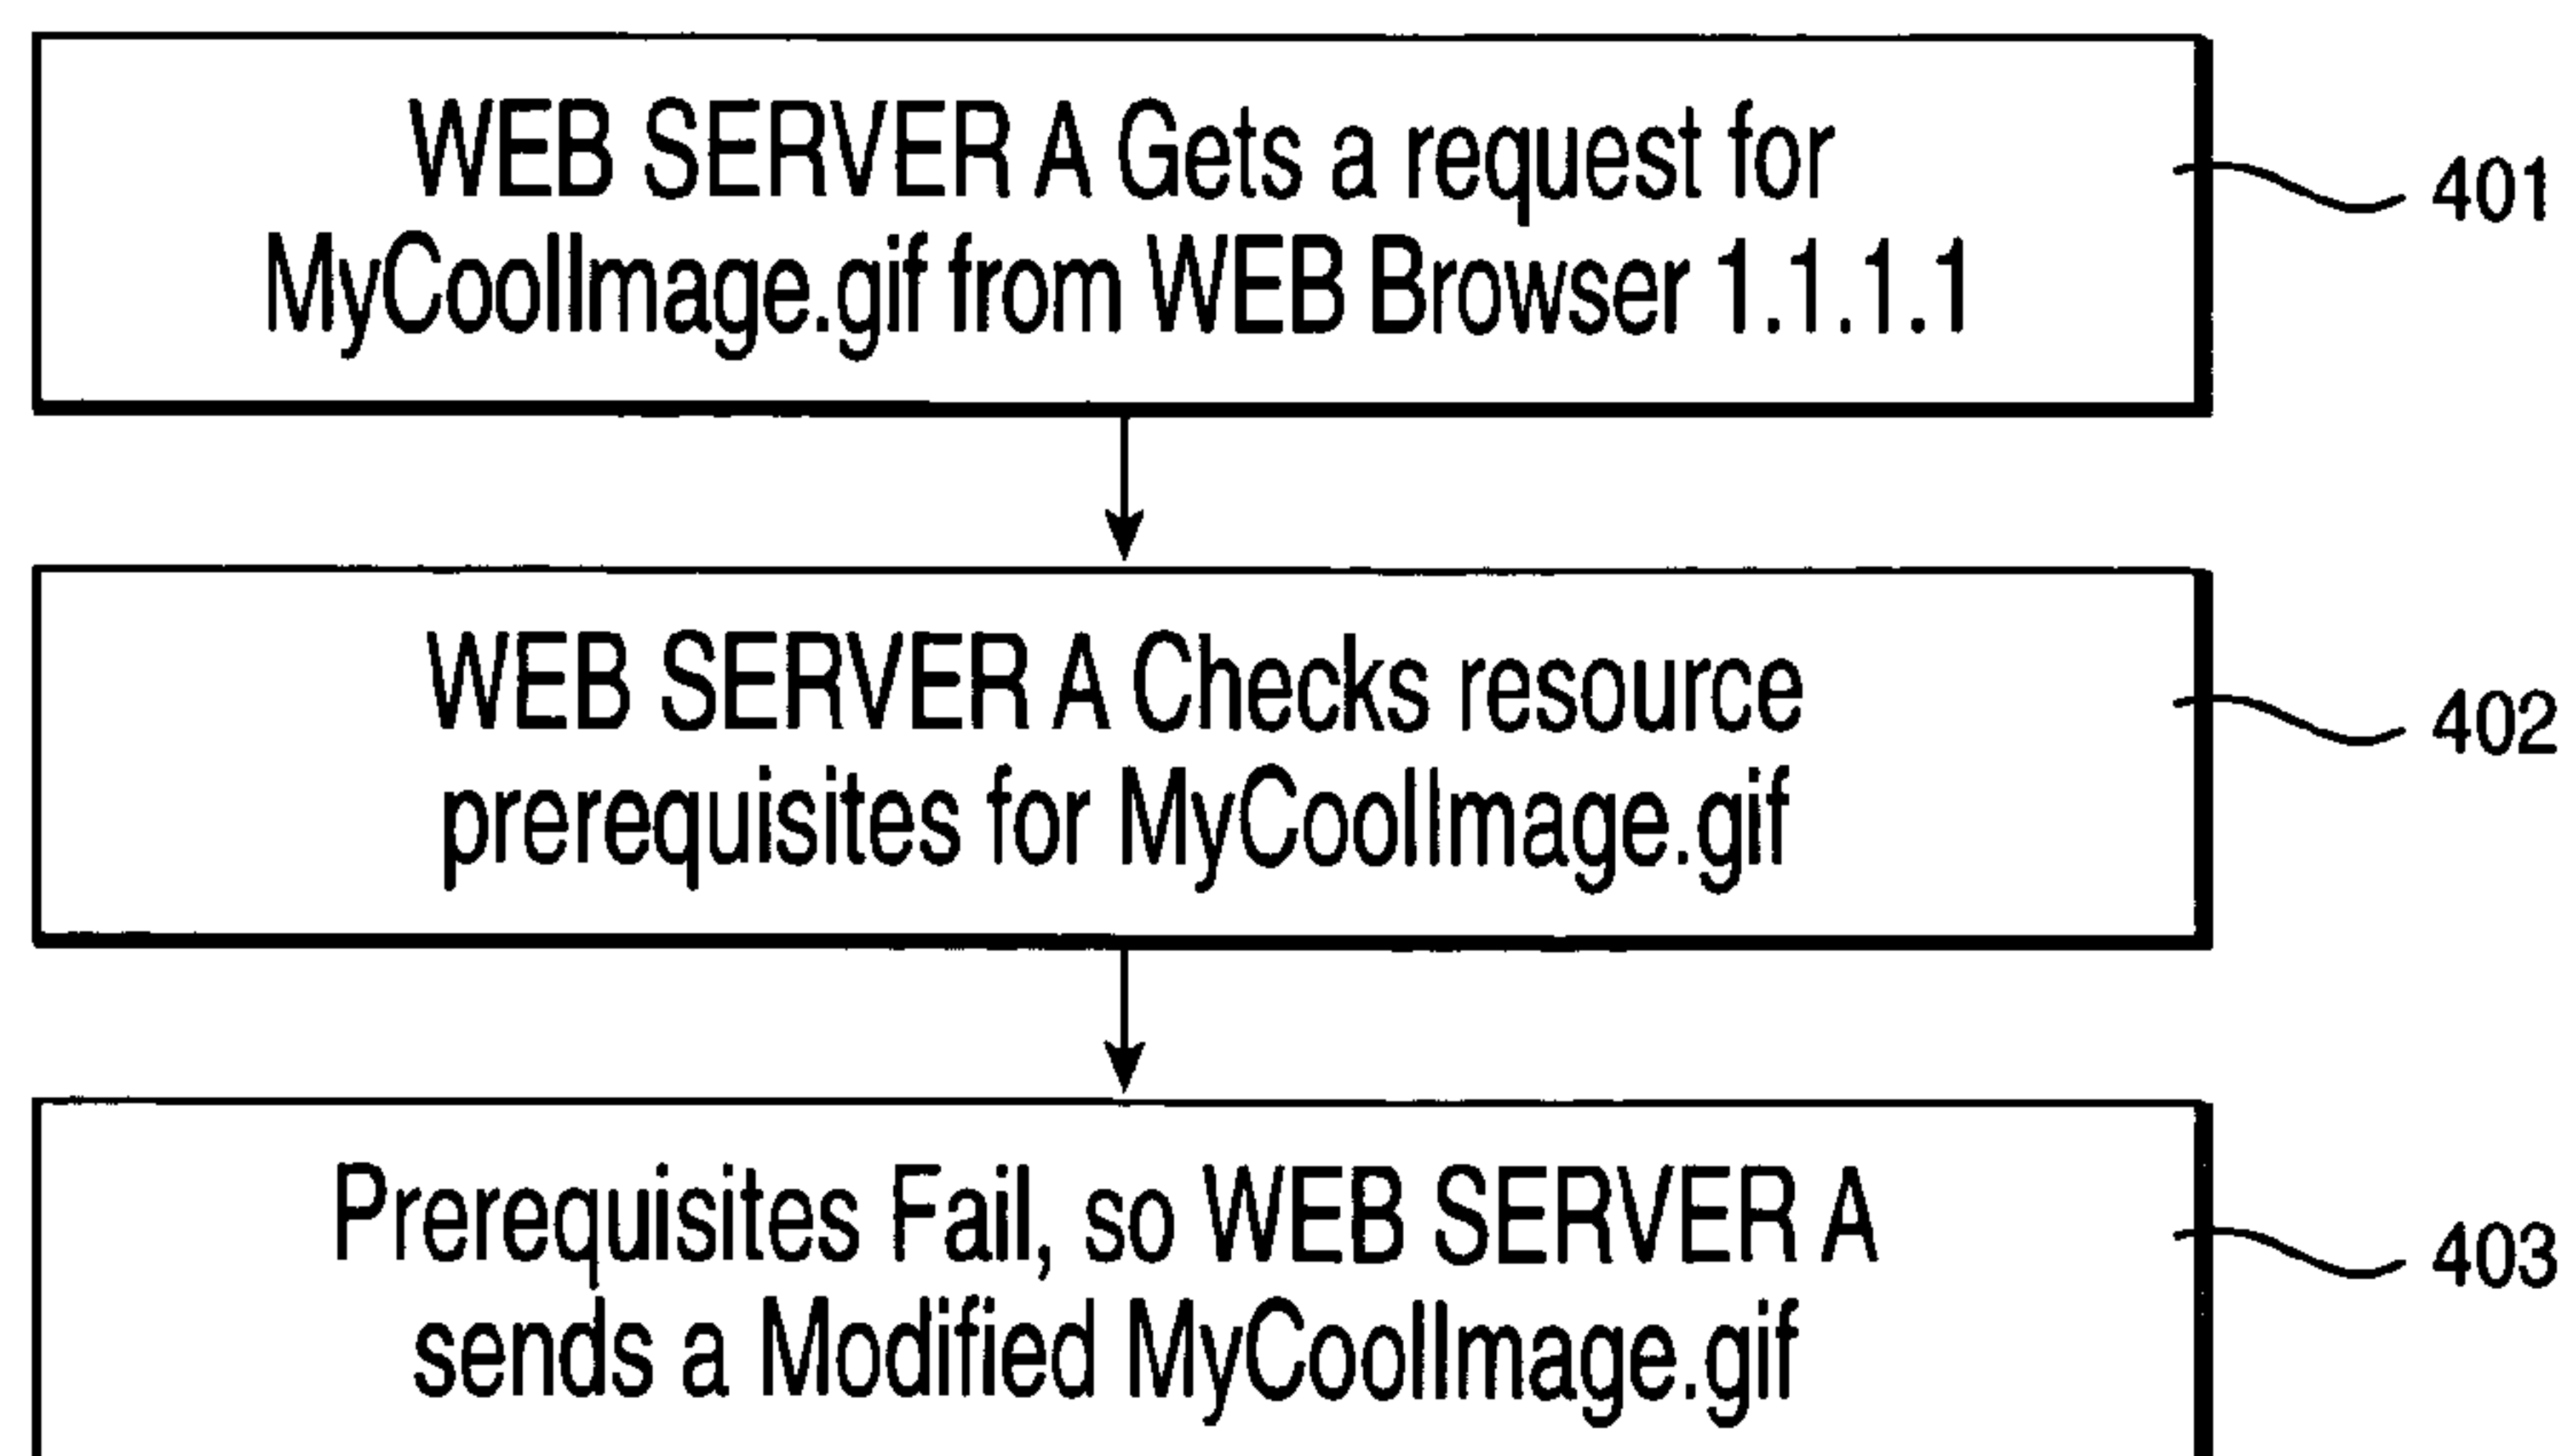 WEB SERVER A Gets a request for
MyCoolImage.gif from WEB Browser 1.1.1.1
401
WEB SERVER A Checks resource
prerequisites for MyCoolImage.gif
402
Prerequisites Fail, so WEB SERVER A
sends a Modified MyCoolImage.gif
403